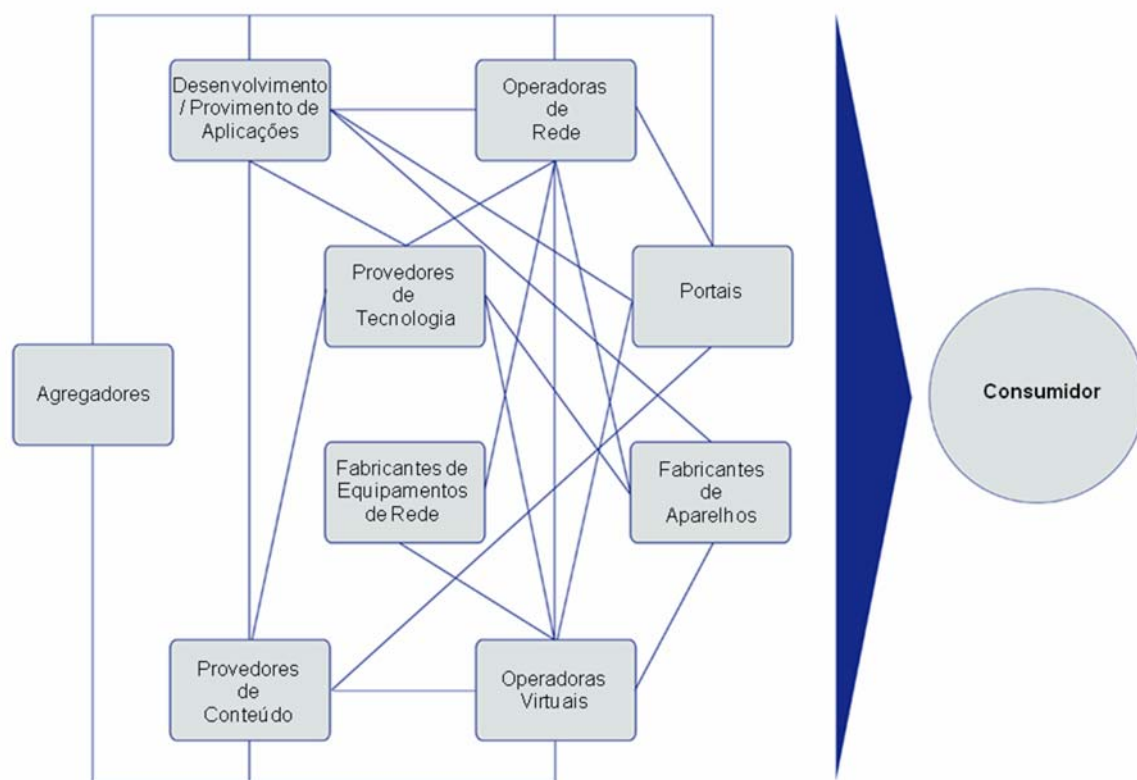 Desenvolvimento
/ Provimento de
Aplicações
Operadoras
de
Rede
Provedores
de
Tecnologia
Portais
Agregadores
Consumidor
Fabricantes de
Equipamentos
de Rede
Fabricantes
de
Aparelhos
Provedores
de
Conteúdo
Operadoras
Virtuais